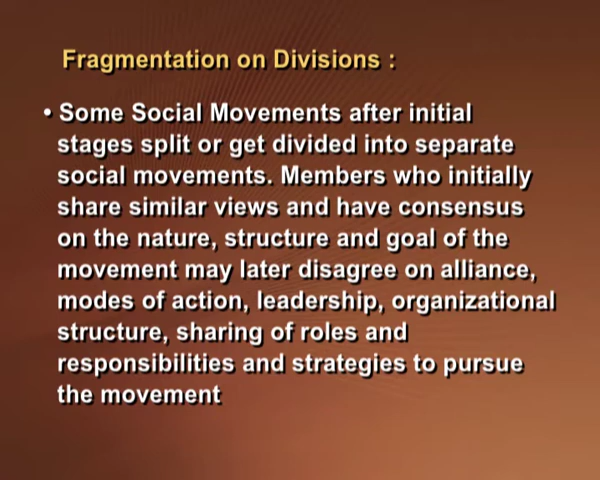 Fragmentation on Divisions :
• Some Social Movements after initial
stages split or get divided into separate
social movements. Members who initially
share similar views and have consensus
on the nature, structure and goal of the
movement may later disagree on alliance,
modes of action, leadership, organizational
structure, sharing of roles and
responsibilities and strategies to pursue
the movement